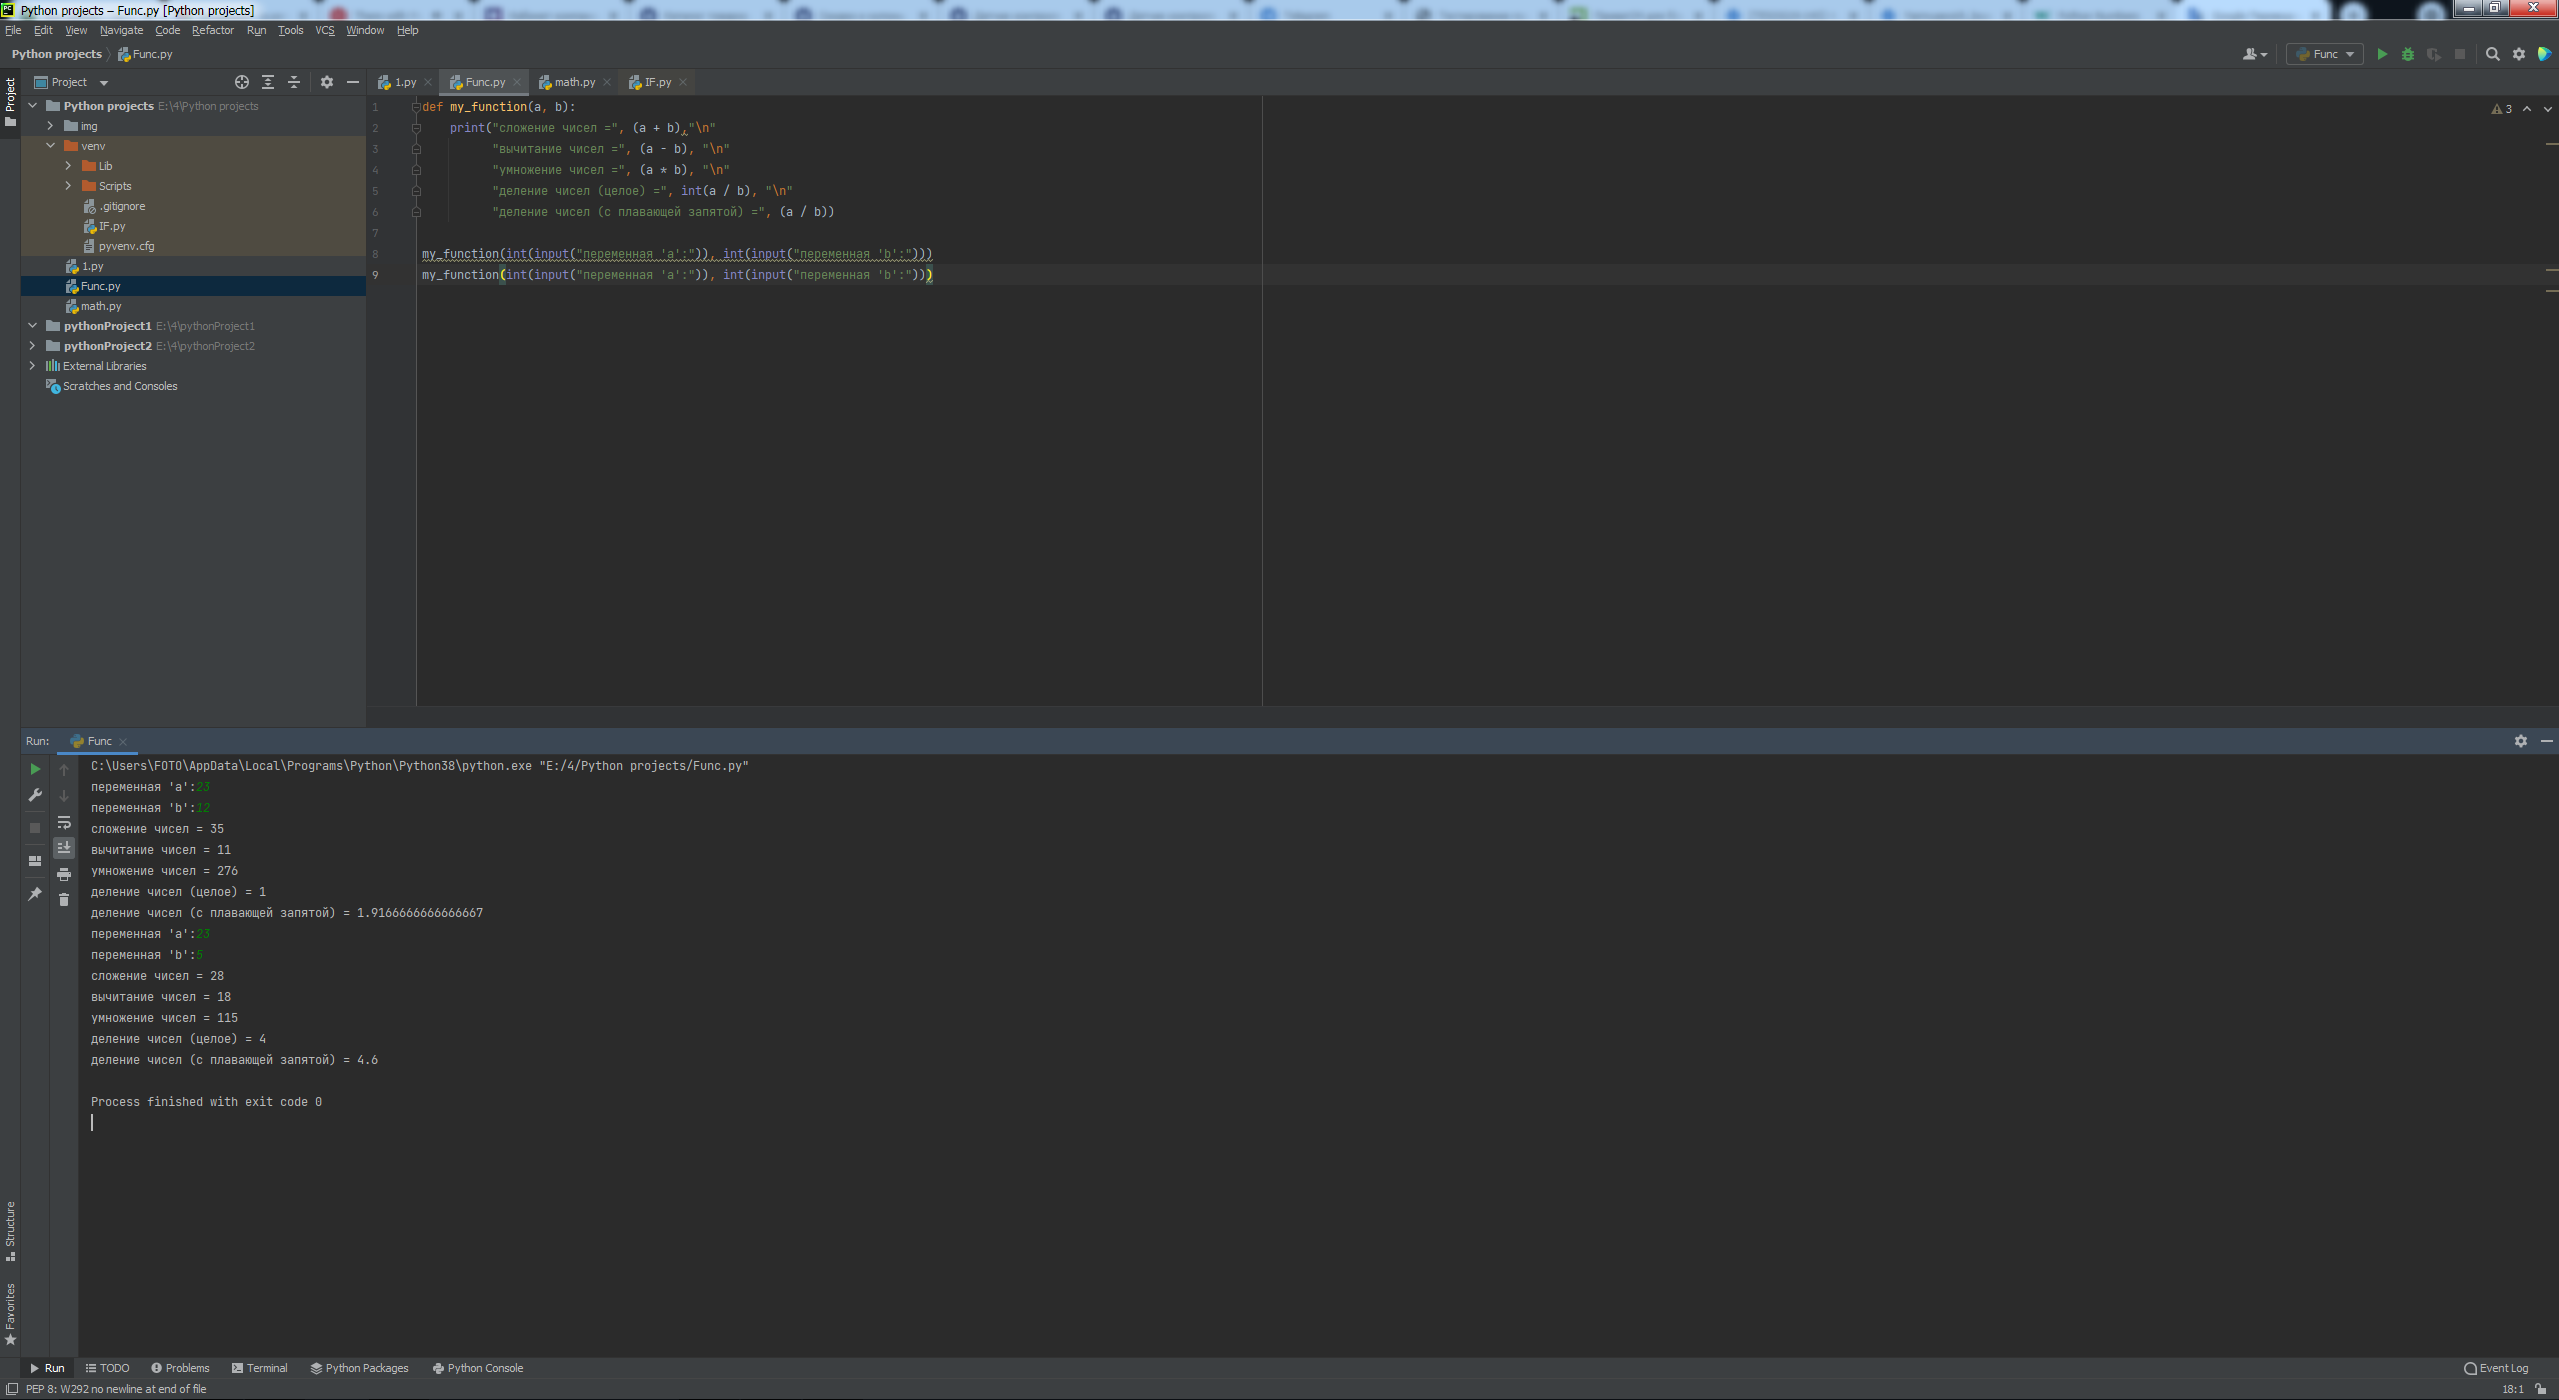 Python projects – Func.py [Python projects]
File Edit View Navigate Code Refactor Run Tools VCS Window Help
Python projects Func.py
Func
Project
Project
1.py Func.py math.py IF.py
Python projects E:\4\Python projects
img
venv
Lib
Scripts
.gitignore
IF.py
pyvenv.cfg
1.py
Func.py
math.py
pythonProject1 E:\4\pythonProject1
pythonProject2 E:\4\pythonProject2
External Libraries
Scratches and Consoles
3
1 def my_function(a, b):
2 print("сложение чисел =", (a + b),"\n"
3 "вычитание чисел =", (a - b), "\n"
4 "умножение чисел =", (a * b), "\n"
5 "деление чисел (целое) =", int(a / b), "\n"
6 "деление чисел (с плавающей запятой) =", (a / b))
7
8 my_function(int(input("переменная 'a':")), int(input("переменная 'b':")))
9 my_function(int(input("переменная 'a':")), int(input("переменная 'b':")))
Run: Func
C:\Users\FOTO\AppData\Local\Programs\Python\Python38\python.exe "E:/4/Python projects/Func.py"
переменная 'a':23
переменная 'b':12
сложение чисел = 35
вычитание чисел = 11
умножение чисел = 276
деление чисел (целое) = 1
деление чисел (с плавающей запятой) = 1.9166666666666667
переменная 'a':23
переменная 'b':5
сложение чисел = 28
вычитание чисел = 18
умножение чисел = 115
деление чисел (целое) = 4
деление чисел (с плавающей запятой) = 4.6
Process finished with exit code 0
Structure
Favorites
Run TODO Problems Terminal Python Packages Python Console Event Log
PEP 8: W292 no newline at end of file 18:1